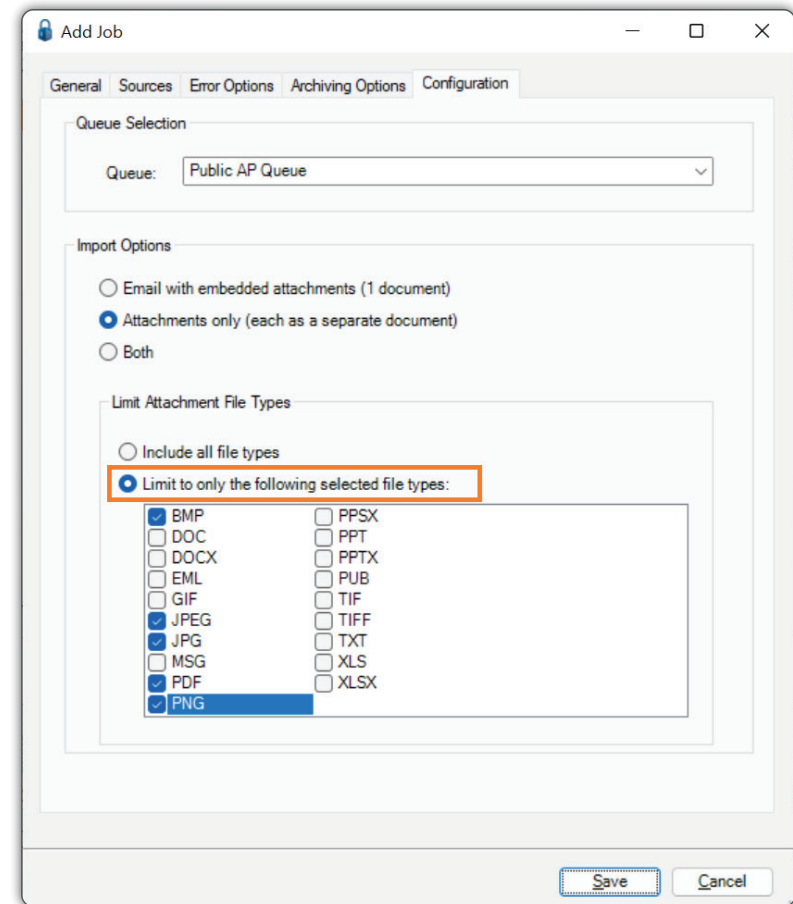 Add Job
General Sources Error Options Archiving Options Configuration
Queue Selection
Queue: Public AP Queue
Import Options
Email with embedded attachments (1 document)
Attachments only (each as a separate document)
Both
Limit Attachment File Types
Include all file types
Limit to only the following selected file types:
BMP PPSX
DOC PPT
DOCX PPTX
EML PUB
GIF TIF
JPEG TIFF
JPG TXT
MSG XLS
PDF XLSX
PNG
Save Cancel